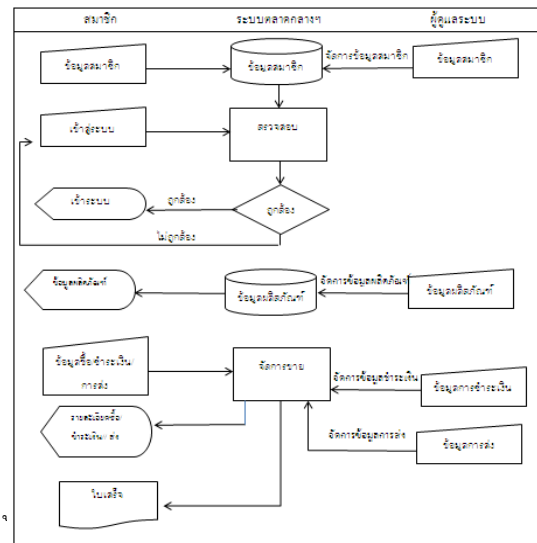 สมาชิก ระบบตลาดกลางฯ ผู้ดูแลระบบ
ข้อมูลสมาชิก ข้อมูลสมาชิก จัดการข้อมูลสมาชิก ข้อมูลสมาชิก
เข้าสู่ระบบ ตรวจสอบ
เข้าระบบ ถูกต้อง ถูกต้อง
ไม่ถูกต้อง
ข้อมูลผลิตภัณฑ์ ข้อมูลผลิตภัณฑ์ จัดการข้อมูลผลิตภัณฑ์ ข้อมูลผลิตภัณฑ์
ข้อมูลซื้อ/ชำระเงิน/
การส่ง
จัดการขาย
จัดการข้อมูลชำระเงิน ข้อมูลการชำระเงิน
รายละเอียดซื้อ/
ชำระเงิน/ ส่ง
จัดการข้อมูลการส่ง ข้อมูลการส่ง
ใบเสร็จ